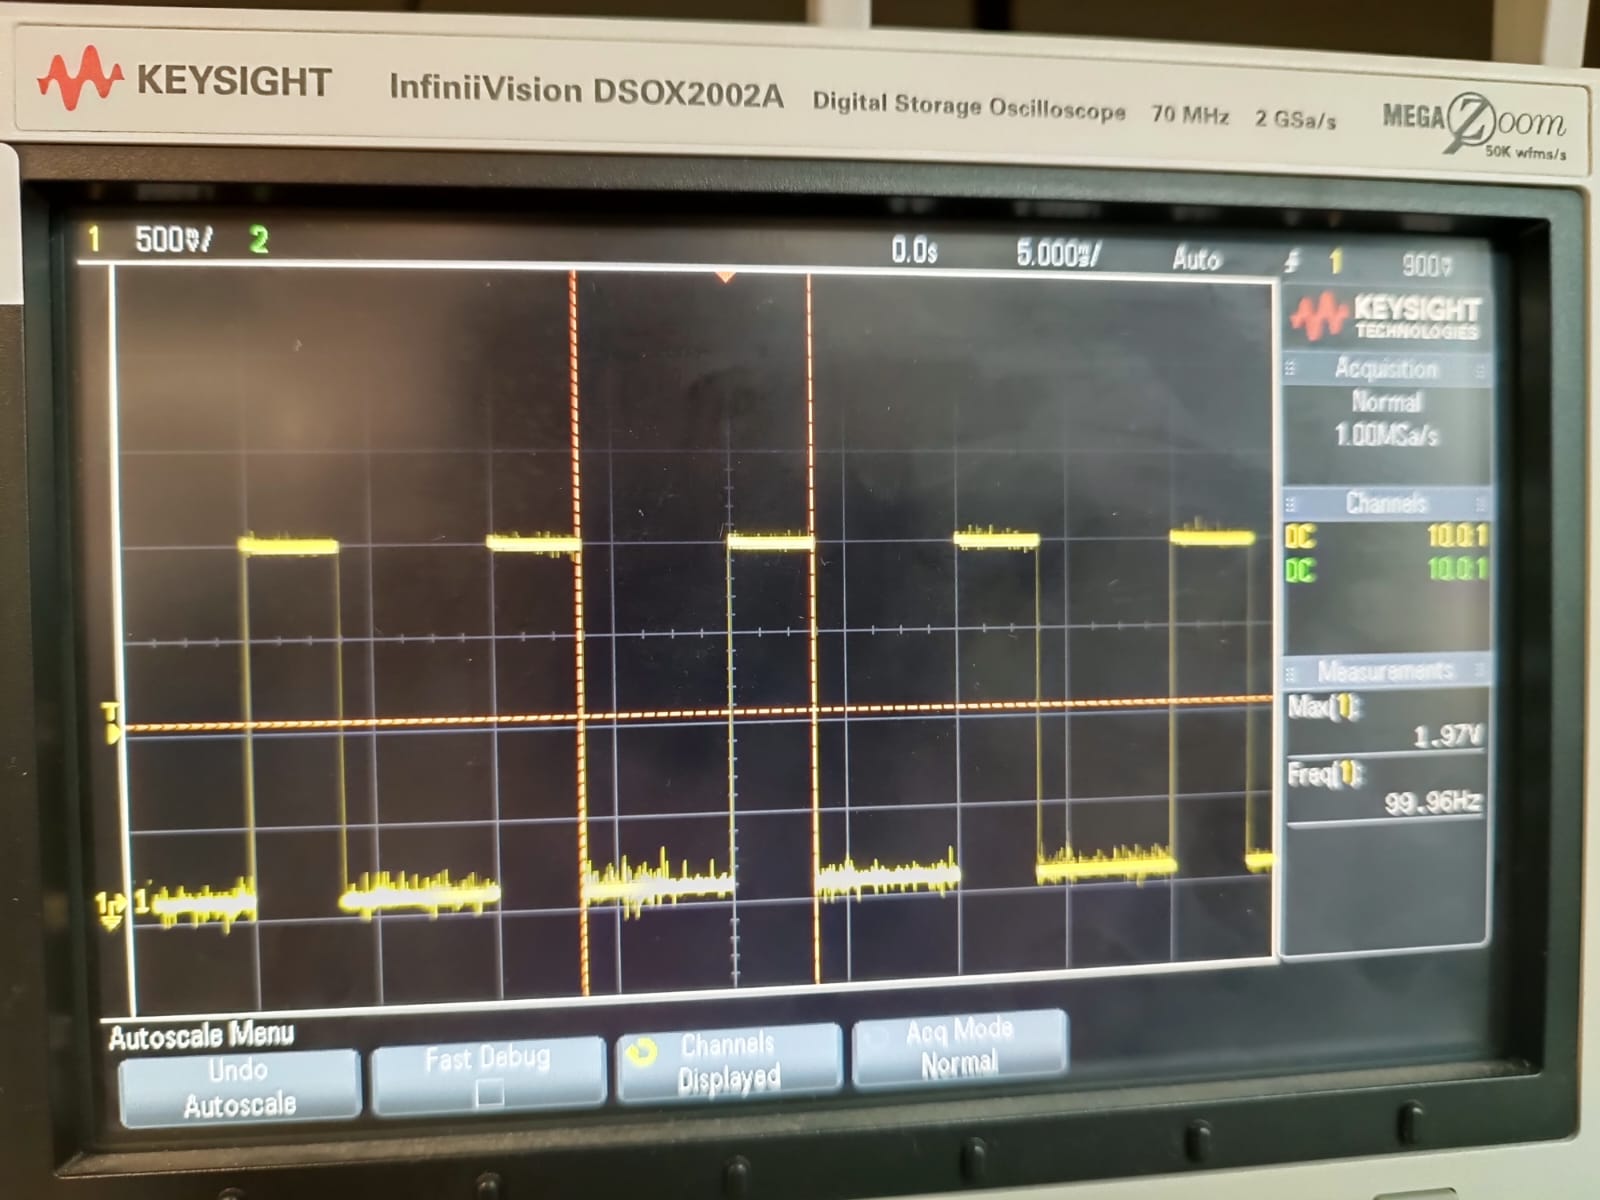 KEYSIGHT InfiniiVision DSOX2002A Digital Storage Oscilloscope 70 MHz 2 GSa/s MEGA Zoom
50K wfms/s
1 500mV/ 2 0.0s 5.000ms/ Auto 1 900V
KEYSIGHT
TECHNOLOGIES
Acquisition
Normal
1.00MSa/s
Channels
DC 10.0:1
DC 10.0:1
Measurements
Max(1):
1.97V
Freq(1):
99.96Hz
T
1
Autoscale Menu
Undo
Autoscale
Fast Debug
Channels
Displayed
Acq Mode
Normal